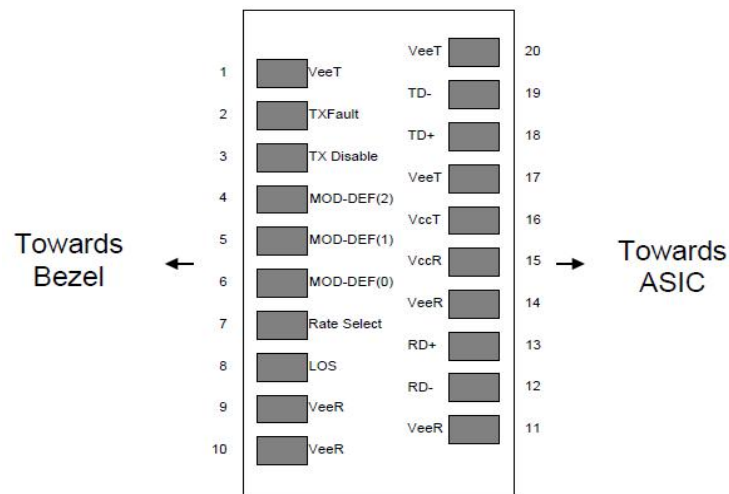 VeeT 20
1 VeeT
TD- 19
2 TXFault
TD+ 18
3 TX Disable
VeeT 17
4 MOD-DEF(2)
VccT 16
5 MOD-DEF(1)
Towards
Bezel
VccR 15
Towards
ASIC
6 MOD-DEF(0)
VeeR 14
7 Rate Select
RD+ 13
8 LOS
RD- 12
9 VeeR
VeeR 11
10 VeeR